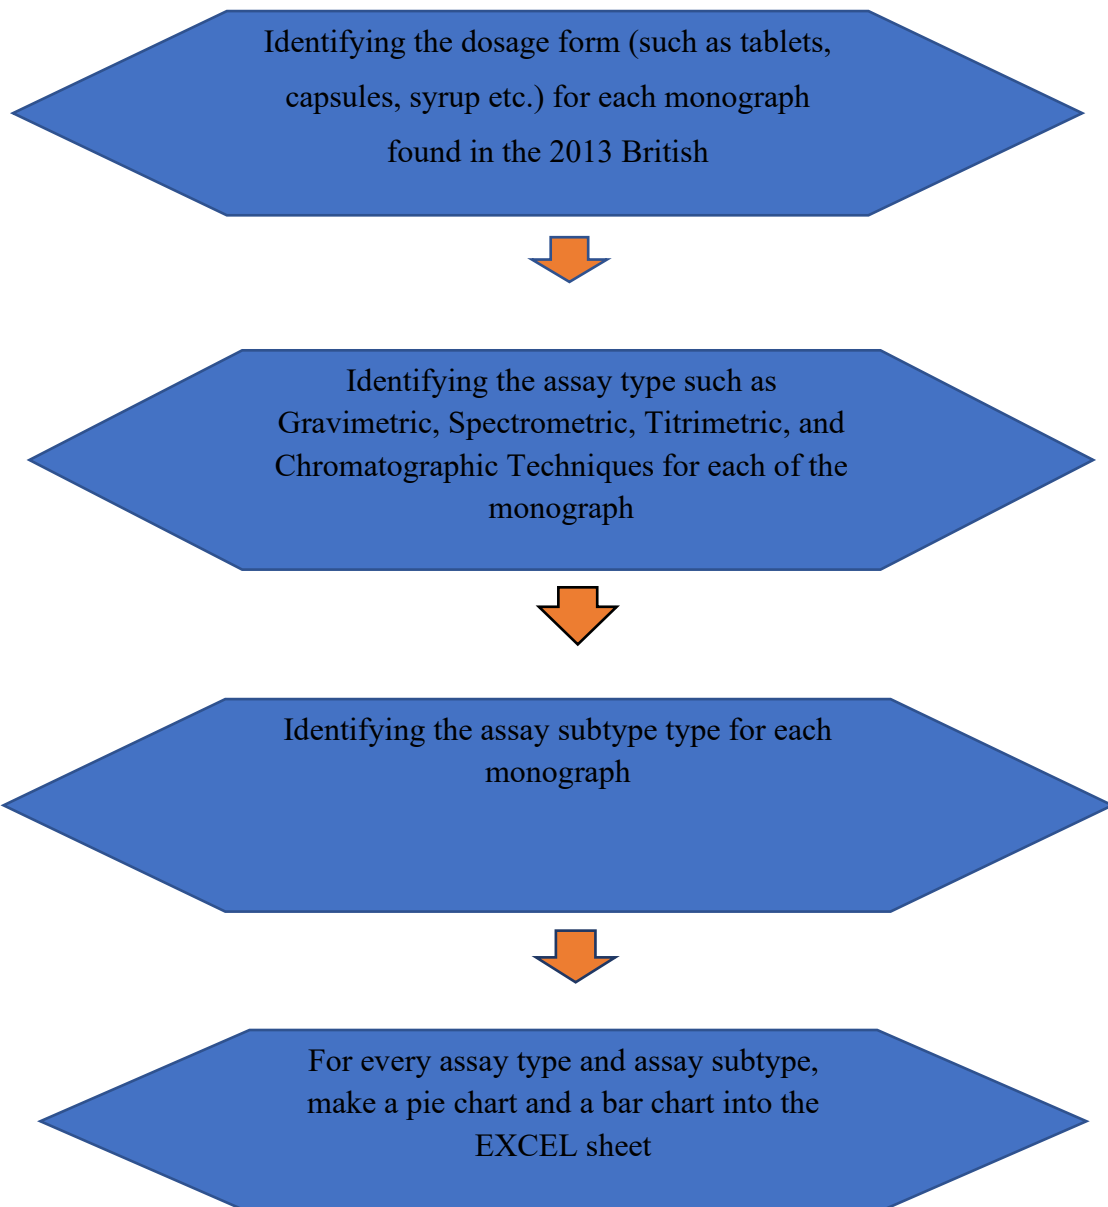 Identifying the dosage form (such as tablets,
capsules, syrup etc.) for each monograph
found in the 2013 British
Identifying the assay type such as
Gravimetric, Spectrometric, Titrimetric, and
Chromatographic Techniques for each of the
monograph
Identifying the assay subtype type for each
monograph
For every assay type and assay subtype,
make a pie chart and a bar chart into the
EXCEL sheet